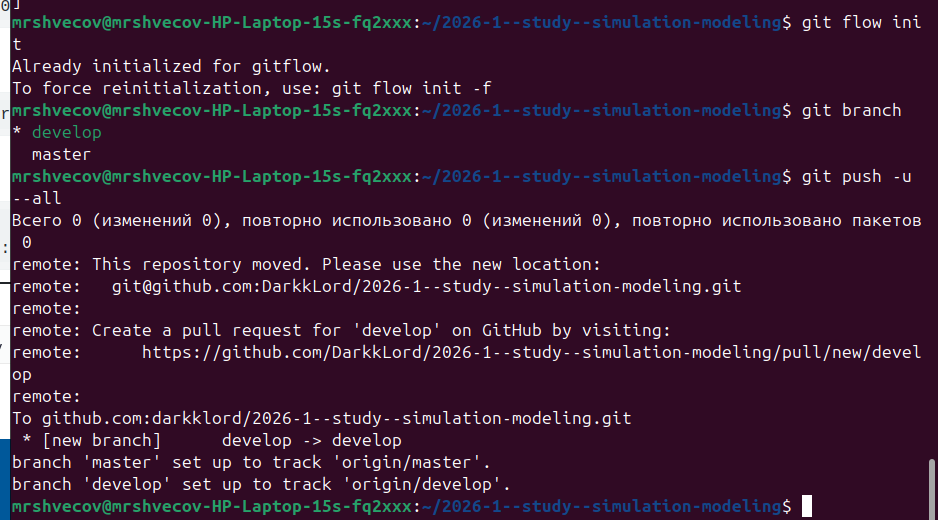 mrshvecov@mrshvecov-HP-Laptop-15s-fq2xxx:~/2026-1--study--simulation-modeling$ git flow ini
t
Already initialized for gitflow.
To force reinitialization, use: git flow init -f
mrshvecov@mrshvecov-HP-Laptop-15s-fq2xxx:~/2026-1--study--simulation-modeling$ git branch
* develop
  master
mrshvecov@mrshvecov-HP-Laptop-15s-fq2xxx:~/2026-1--study--simulation-modeling$ git push -u
--all
Всего 0 (изменений 0), повторно использовано 0 (изменений 0), повторно использовано пакетов
 0
remote: This repository moved. Please use the new location:
remote:   git@github.com:DarkkLord/2026-1--study--simulation-modeling.git
remote:
remote: Create a pull request for 'develop' on GitHub by visiting:
remote:      https://github.com/DarkkLord/2026-1--study--simulation-modeling/pull/new/devel
op
remote:
To github.com:darkklord/2026-1--study--simulation-modeling.git
 * [new branch]      develop -> develop
branch 'master' set up to track 'origin/master'.
branch 'develop' set up to track 'origin/develop'.
mrshvecov@mrshvecov-HP-Laptop-15s-fq2xxx:~/2026-1--study--simulation-modeling$